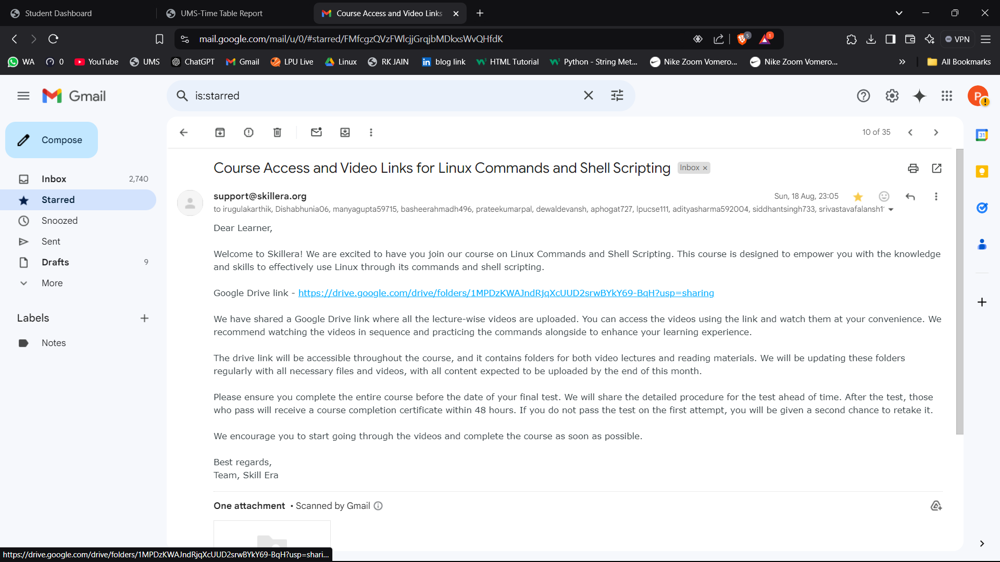 Student Dashboard
UMS-Time Table Report
Course Access and Video Links
mail.google.com/mail/u/0/#starred/FMfcgzQVzFWlcjjGrqjbMDkxsWvQHfdK
5
1
VPN
WA
0
YouTube
UMS
ChatGPT
Gmail
LPU Live
Linux
RK JAIN
blog link
HTML Tutorial
Python - String Met...
Nike Zoom Vomero...
Nike Zoom Vomero...
All Bookmarks
Gmail
is:starred
P
Compose
10 of 35
31
Inbox 2,740
Starred
Snoozed
Sent
Drafts 9
More
Labels
Notes
Course Access and Video Links for Linux Commands and Shell Scripting Inbox
support@skillera.org
Sun, 18 Aug, 23:05
to irugulakarthik, Dishabhunia06, manyagupta59715, basheerahmadh496, prateekumarpal, dewaldevansh, aphogat727, lpucse111, adityasharma592004, siddhantsingh733,
Dear Learner,
Welcome to Skillera! We are excited to have you join our course on Linux Commands and Shell Scripting. This course is designed to empower you with the knowledge
and skills to effectively use Linux through its commands and shell scripting.
Google Drive link - https://drive.google.com/drive/folders/1MPDzKWAJndRjqXcUUD2srwBYkY69-BqH?usp=sharing
We have shared a Google Drive link where all the lecture-wise videos are uploaded. You can access the videos using the link and watch them at your convenience. We
recommend watching the videos in sequence and practicing the commands alongside to enhance your learning experience.
The drive link will be accessible throughout the course, and it contains folders for both video lectures and reading materials. We will be updating these folders
regularly with all necessary files and videos, with all content expected to be uploaded by the end of this month.
Please ensure you complete the entire course before the date of your final test. We will share the detailed procedure for the test ahead of time. After the test, those
who pass will receive a course completion certificate within 48 hours. If you do not pass the test on the first attempt, you will be given a second chance to retake it.
We encourage you to start going through the videos and complete the course as soon as possible.
Best regards,
Team, Skill Era
One attachment • Scanned by Gmail
https://drive.google.com/drive/folders/1MPDzKWAJndRjqXcUUD2srwBYkY69-BqH?usp=shari...